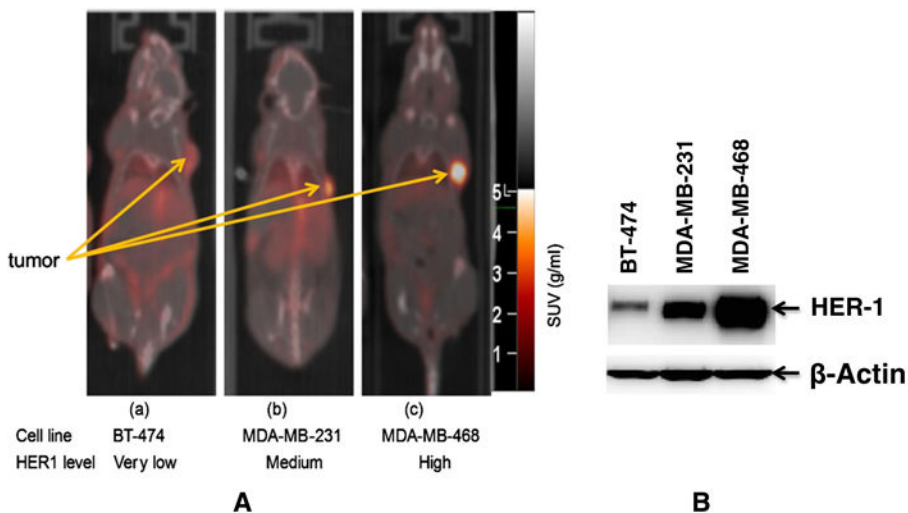 tumor
5
4
3
2
1
SUV (g/ml)
(a) (b) (c)
Cell line BT-474 MDA-MB-231 MDA-MB-468
HER1 level Very low Medium High
A
BT-474
MDA-MB-231
MDA-MB-468
HER-1
β-Actin
B